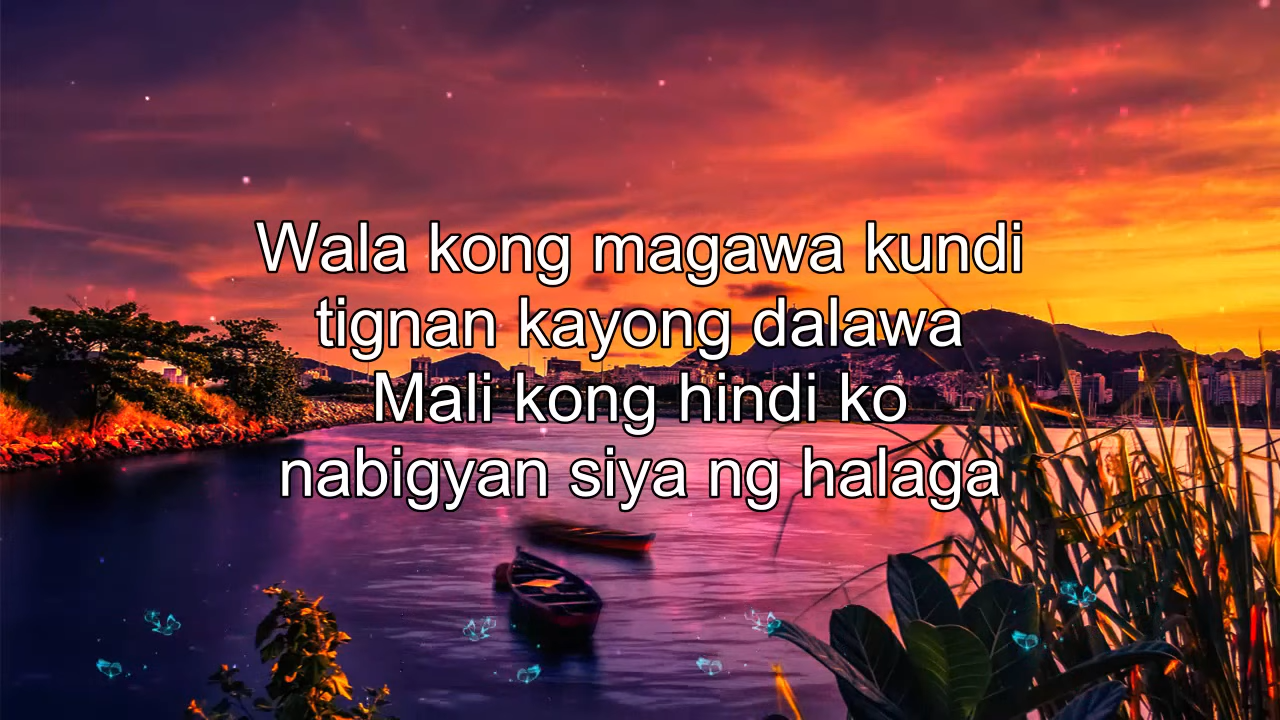 Wala kong magawa kundi
tignan kayong dalawa
Mali kong hindi ko
nabigyan siya ng halaga